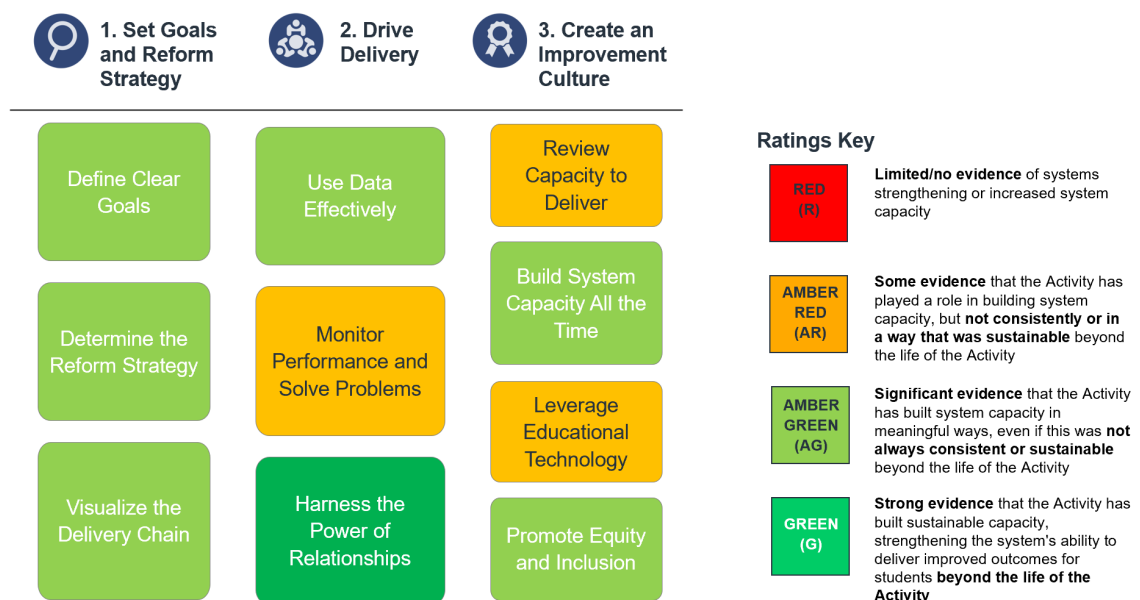 1. Set Goals
and Reform
Strategy
2. Drive
Delivery
3. Create an
Improvement
Culture
Define Clear
Goals
Determine the
Reform Strategy
Visualize the
Delivery Chain
Use Data
Effectively
Monitor
Performance and
Solve Problems
Harness the
Power of
Relationships
Review
Capacity to
Deliver
Build System
Capacity All the
Time
Leverage
Educational
Technology
Promote Equity
and Inclusion
Ratings Key
RED
(R)
Limited/no evidence of systems
strengthening or increased system
capacity
AMBER
RED
(AR)
Some evidence that the Activity has
played a role in building system
capacity, but not consistently or in
a way that was sustainable beyond
the life of the Activity
AMBER
GREEN
(AG)
Significant evidence that the Activity
has built system capacity in
meaningful ways, even if this was not
always consistent or sustainable
beyond the life of the Activity
GREEN
(G)
Strong evidence that the Activity has
built sustainable capacity,
strengthening the system's ability to
deliver improved outcomes for
students beyond the life of the
Activity